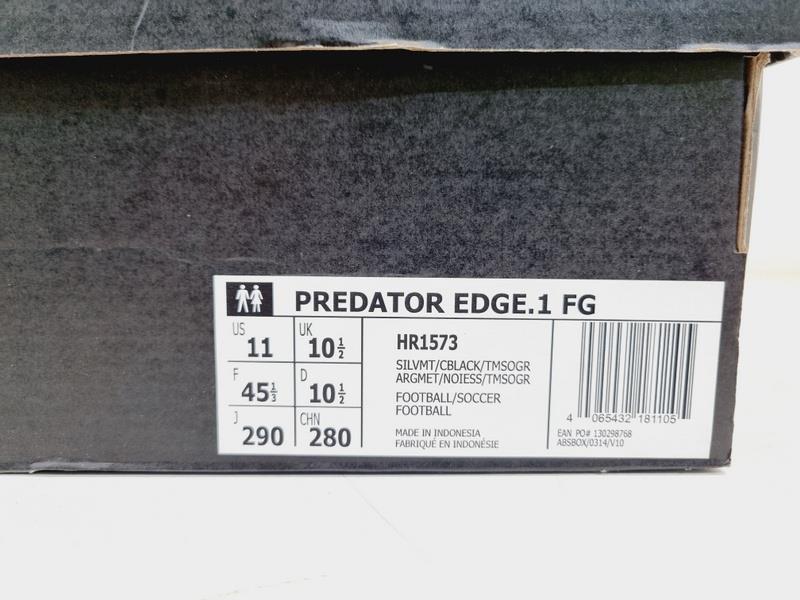 PREDATOR EDGE.1 FG
US 11 UK 10½
F 45⅓ D 10½
J 290 CHN 280
HR1573
SILVMT/CBLACK/TMSOGR
ARGMET/NOIESS/TMSOGR
FOOTBALL/SOCCER
FOOTBALL
MADE IN INDONESIA
FABRIQUÉ EN INDONÉSIE
4 065432 181105
EAN PO# 130298768
ABSBOX/0314/V10